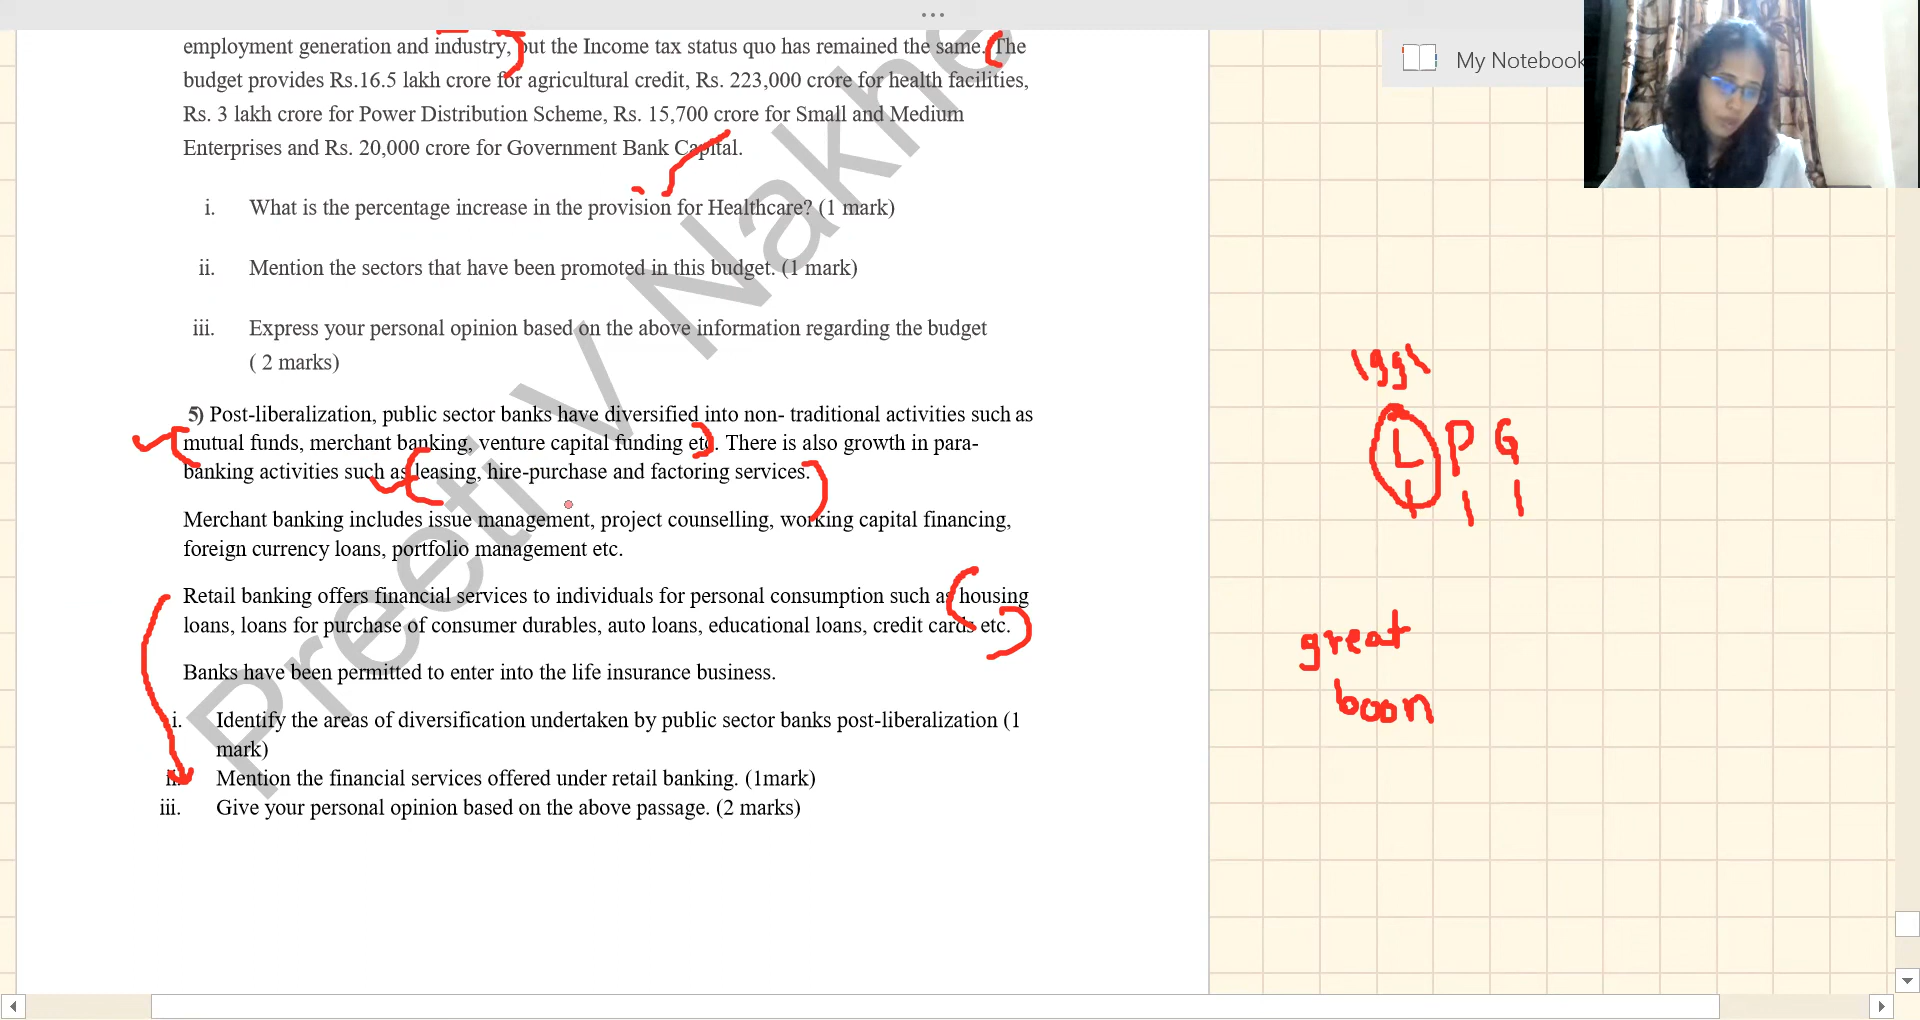 employment generation and industry, but the Income tax status quo has remained the same. The
budget provides Rs.16.5 lakh crore for agricultural credit, Rs. 223,000 crore for health facilities,
Rs. 3 lakh crore for Power Distribution Scheme, Rs. 15,700 crore for Small and Medium
Enterprises and Rs. 20,000 crore for Government Bank Capital.
i. What is the percentage increase in the provision for Healthcare? (1 mark)
ii. Mention the sectors that have been promoted in this budget. (1 mark)
iii. Express your personal opinion based on the above information regarding the budget
( 2 marks)
5) Post-liberalization, public sector banks have diversified into non- traditional activities such as
mutual funds, merchant banking, venture capital funding etc. There is also growth in para-
banking activities such as leasing, hire-purchase and factoring services.
Merchant banking includes issue management, project counselling, working capital financing,
foreign currency loans, portfolio management etc.
Retail banking offers financial services to individuals for personal consumption such as housing
loans, loans for purchase of consumer durables, auto loans, educational loans, credit cards etc.
Banks have been permitted to enter into the life insurance business.
i. Identify the areas of diversification undertaken by public sector banks post-liberalization (1
mark)
ii. Mention the financial services offered under retail banking. (1mark)
iii. Give your personal opinion based on the above passage. (2 marks)
Preeti V Nakhe
My Notebook
1991
L P G
great
boon